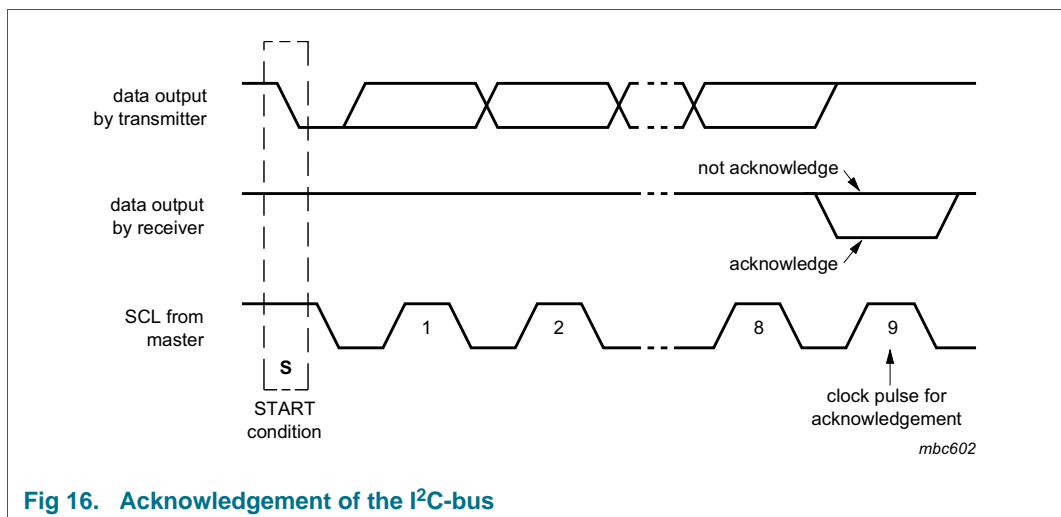 data output
by transmitter
not acknowledge
data output
by receiver
acknowledge
SCL from
master
1
2
8
9
S
START
condition
clock pulse for
acknowledgement
mbc602
Fig 16. Acknowledgement of the I²C-bus